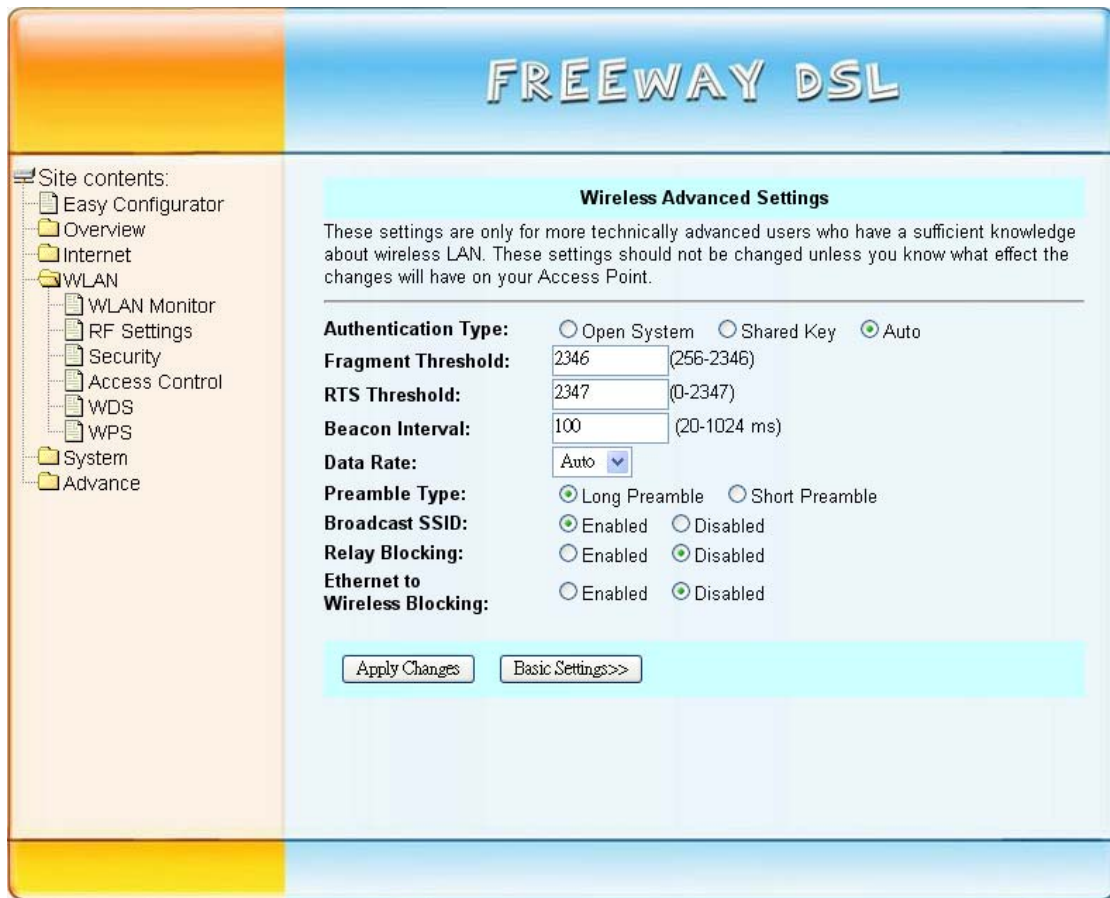 FREEWAY DSL
Site contents:
Easy Configurator
Overview
Internet
WLAN
WLAN Monitor
RF Settings
Security
Access Control
WDS
WPS
System
Advance
Wireless Advanced Settings
These settings are only for more technically advanced users who have a sufficient knowledge
about wireless LAN. These settings should not be changed unless you know what effect the
changes will have on your Access Point.
Authentication Type: Open System Shared Key Auto
Fragment Threshold: 2346 (256-2346)
RTS Threshold: 2347 (0-2347)
Beacon Interval: 100 (20-1024 ms)
Data Rate: Auto
Preamble Type: Long Preamble Short Preamble
Broadcast SSID: Enabled Disabled
Relay Blocking: Enabled Disabled
Ethernet to
Wireless Blocking: Enabled Disabled
Apply Changes Basic Settings>>